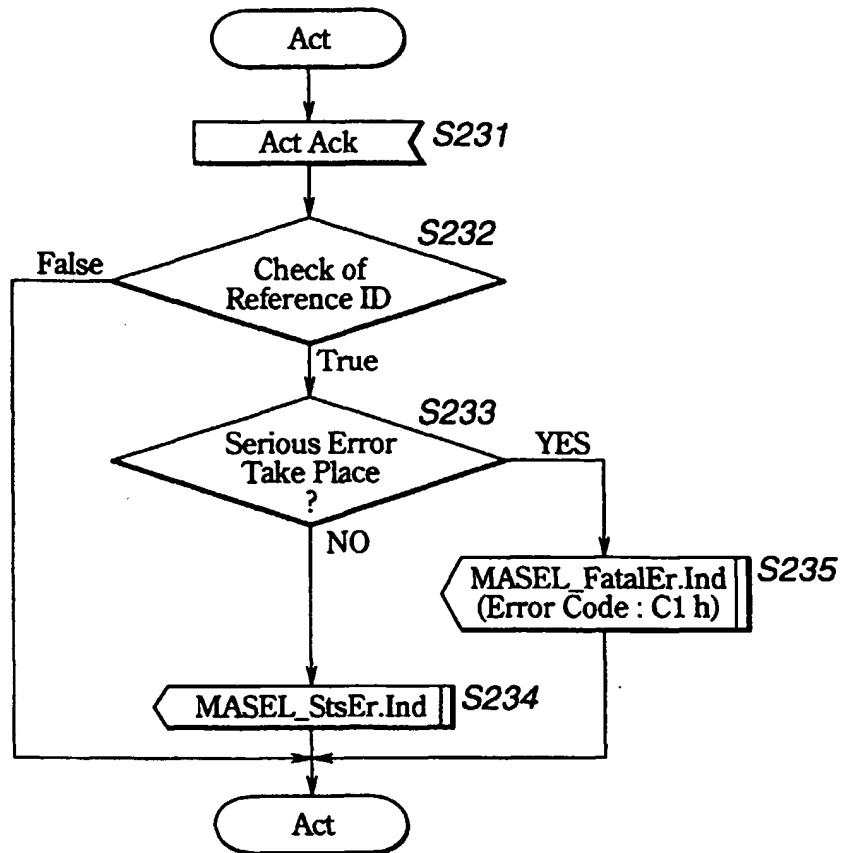 Act
Act Ack
S231
S232
False
Check of
Reference ID
True
S233
Serious Error
Take Place
?
YES
NO
MASEL_FatalEr.Ind
(Error Code : C1 h)
S235
MASEL_StsEr.Ind
S234
Act